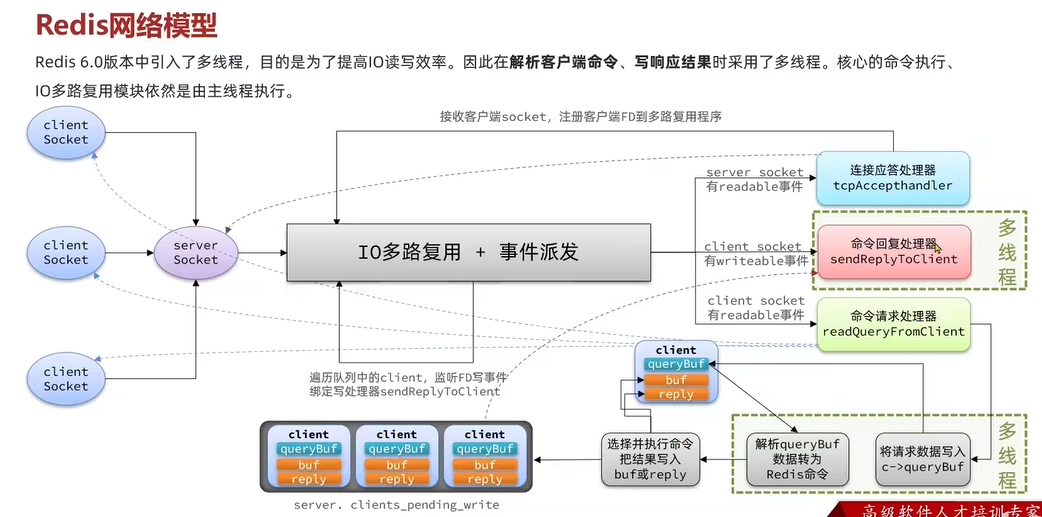 Redis网络模型
Redis 6.0版本中引入了多线程，目的是为了提高IO读写效率。因此在解析客户端命令、写响应结果时采用了多线程。核心的命令执行、
IO多路复用模块依然是由主线程执行。
接收客户端socket，注册客户端FD到多路复用程序
client
Socket
client
Socket
client
Socket
server
Socket
IO多路复用 + 事件派发
server socket
有readable事件
连接应答处理器
tcpAccepthandler
client socket
有writeable事件
命令回复处理器
sendReplyToClient
多
线
程
client socket
有readable事件
命令请求处理器
readQueryFromClient
遍历队列中的client，监听FD写事件
绑定写处理器sendReplyToClient
client
queryBuf
buf
reply
client
queryBuf
buf
reply
client
queryBuf
buf
reply
client
queryBuf
buf
reply
server. clients_pending_write
选择并执行命令
把结果写入
buf或reply
解析queryBuf
数据转为
Redis命令
将请求数据写入
c->queryBuf
多
线
程
高级软件人才培训专家